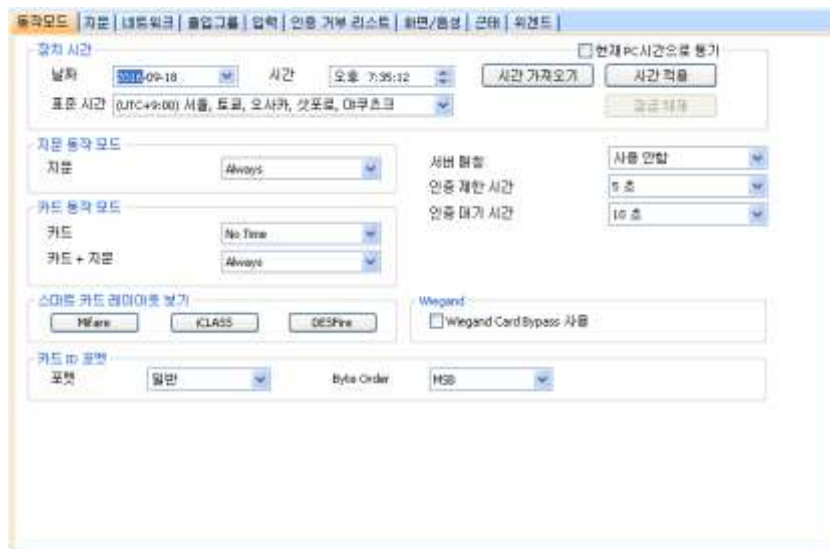 동작모드 | 지문 | 네트워크 | 출입그룹 | 입력 | 인증 거부 리스트 | 화면/음성 | 근태 | 위겐드 |
장치 시간
현재 PC시간으로 동기
날짜 2016-09-18 시간 오후 7:35:12 시간 가져오기 시간 적용
표준 시간 (UTC+9:00) 서울, 토쿄, 오사카, 삿포로, 야쿠츠크 잠금 해제
지문 동작 모드
지문 Always
서버 매칭 사용 안함
인증 제한 시간 5 초
인증 대기 시간 10 초
카드 동작 모드
카드 No Time
카드 + 지문 Always
스마트 카드 레이아웃 보기
Mifare iCLASS DESFire
Wiegand
Wiegand Card Bypass 사용
카드 ID 포맷
포맷 일반 Byte Order MSB